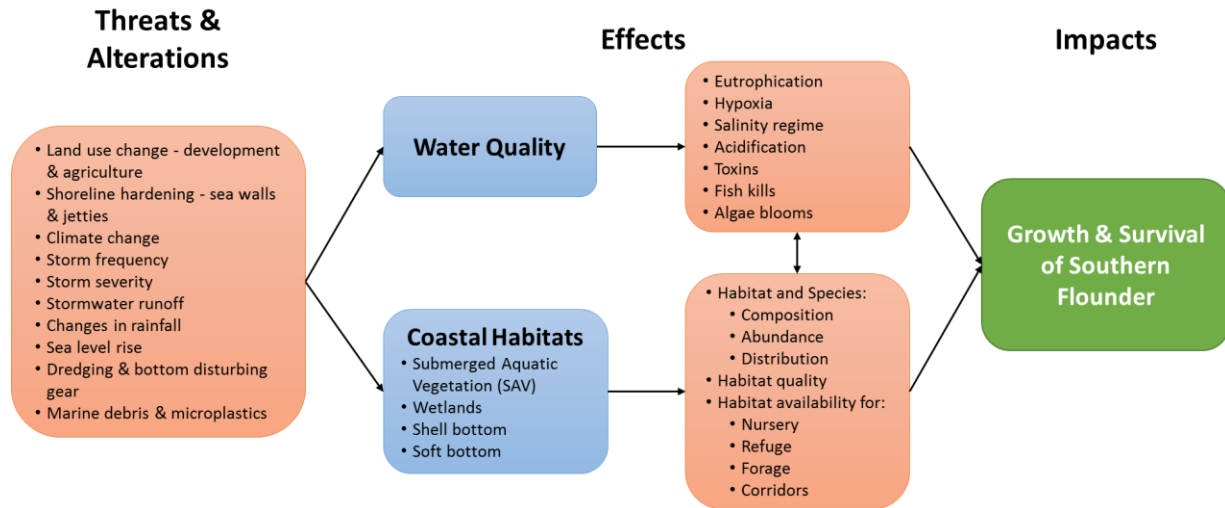 Threats &
Alterations
Effects
Impacts
• Land use change - development
& agriculture
• Shoreline hardening - sea walls
& jetties
• Climate change
• Storm frequency
• Storm severity
• Stormwater runoff
• Changes in rainfall
• Sea level rise
• Dredging & bottom disturbing
gear
• Marine debris & microplastics
Water Quality
Coastal Habitats
• Submerged Aquatic
Vegetation (SAV)
• Wetlands
• Shell bottom
• Soft bottom
• Eutrophication
• Hypoxia
• Salinity regime
• Acidification
• Toxins
• Fish kills
• Algae blooms
• Habitat and Species:
• Composition
• Abundance
• Distribution
• Habitat quality
• Habitat availability for:
• Nursery
• Refuge
• Forage
• Corridors
Growth & Survival
of Southern
Flounder